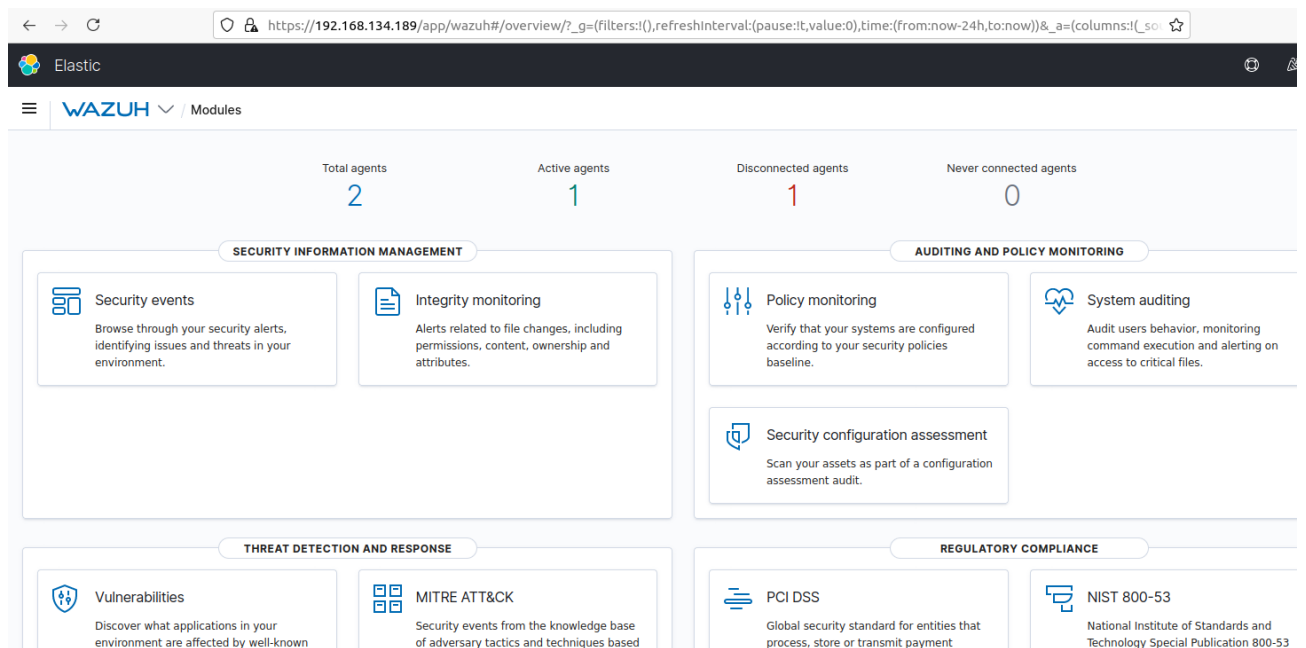 https://192.168.134.189/app/wazuh#/overview/?_g=(filters:!(),refreshInterval:(pause:!t,value:0),time:(from:now-24h,to:now))&_a=(columns:!(_so
Elastic
WAZUH / Modules
Total agents
2
Active agents
1
Disconnected agents
1
Never connected agents
0
SECURITY INFORMATION MANAGEMENT
Security events
Browse through your security alerts,
identifying issues and threats in your
environment.
Integrity monitoring
Alerts related to file changes, including
permissions, content, ownership and
attributes.
AUDITING AND POLICY MONITORING
Policy monitoring
Verify that your systems are configured
according to your security policies
baseline.
System auditing
Audit users behavior, monitoring
command execution and alerting on
access to critical files.
Security configuration assessment
Scan your assets as part of a configuration
assessment audit.
THREAT DETECTION AND RESPONSE
Vulnerabilities
Discover what applications in your
environment are affected by well-known
MITRE ATT&CK
Security events from the knowledge base
of adversary tactics and techniques based
REGULATORY COMPLIANCE
PCI DSS
Global security standard for entities that
process, store or transmit payment
NIST 800-53
National Institute of Standards and
Technology Special Publication 800-53